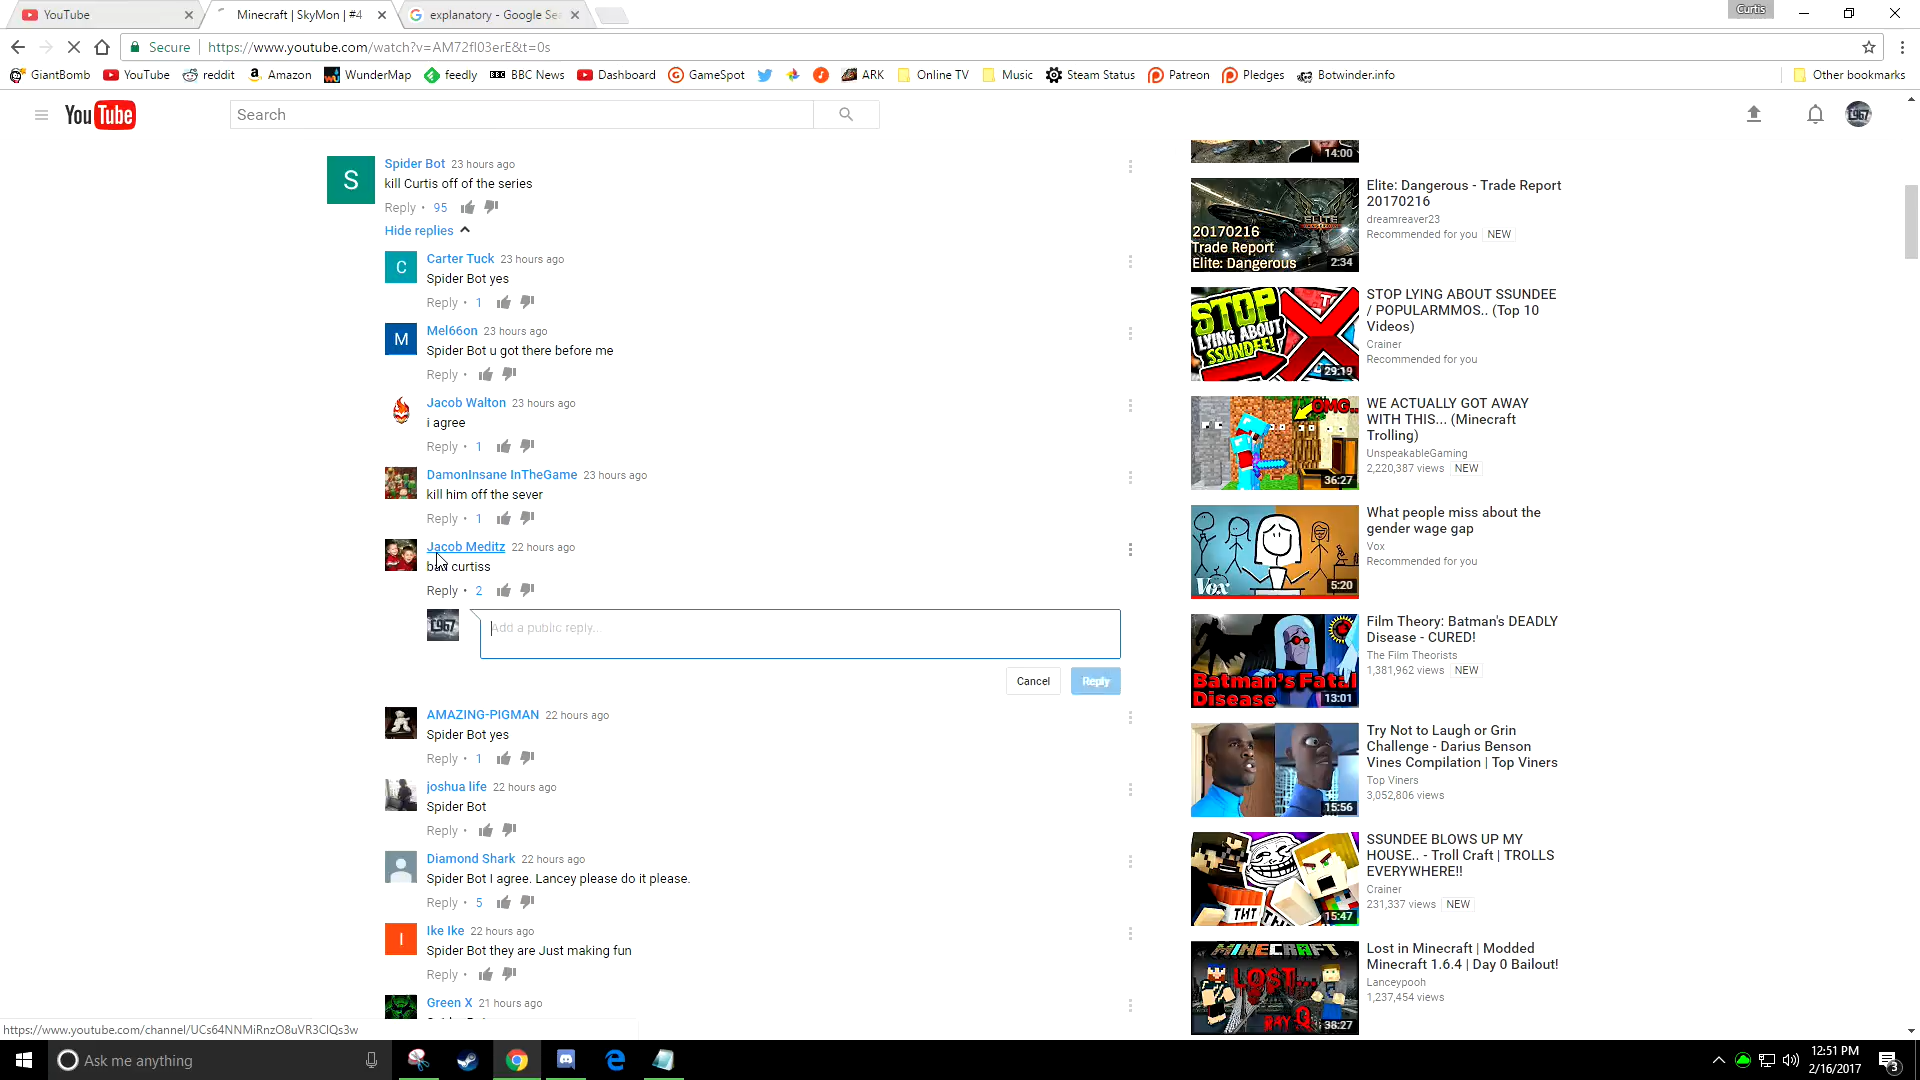 YouTube
Minecraft | SkyMon | #4
explanatory - Google Sea
Curtis
Secure
https://www.youtube.com/watch?v=AM72fl03erE&t=0s
GiantBomb
YouTube
reddit
Amazon
WunderMap
feedly
BBC News
Dashboard
GameSpot
ARK
Online TV
Music
Steam Status
Patreon
Pledges
Botwinder.info
Other bookmarks
YouTube
Search
S
Spider Bot 23 hours ago
kill Curtis off of the series
Reply • 95
Hide replies
C
Carter Tuck 23 hours ago
Spider Bot yes
Reply • 1
M
Mel66on 23 hours ago
Spider Bot u got there before me
Reply •
Jacob Walton 23 hours ago
i agree
Reply • 1
DamonInsane InTheGame 23 hours ago
kill him off the sever
Reply • 1
Jacob Meditz 22 hours ago
curtiss
Reply • 2
C967
Add a public reply...
Cancel
Reply
AMAZING-PIGMAN 22 hours ago
Spider Bot yes
Reply • 1
joshua life 22 hours ago
Spider Bot
Reply •
Diamond Shark 22 hours ago
Spider Bot I agree. Lancey please do it please.
Reply • 5
I
Ike Ike 22 hours ago
Spider Bot they are Just making fun
Reply •
Green X 21 hours ago
14:00
20170216
Trade Report
Elite: Dangerous
2:34
Elite: Dangerous - Trade Report
20170216
dreamreaver23
Recommended for you NEW
STOP
LYING ABOUT
SSUNDEE!
29:19
STOP LYING ABOUT SSUNDEE
/ POPULARMMOS.. (Top 10
Videos)
Crainer
Recommended for you
OMG..
36:27
WE ACTUALLY GOT AWAY
WITH THIS... (Minecraft
Trolling)
UnspeakableGaming
2,220,387 views NEW
Vox
5:20
What people miss about the
gender wage gap
Vox
Recommended for you
Batman's Fatal
Disease
13:01
Film Theory: Batman's DEADLY
Disease - CURED!
The Film Theorists
1,381,962 views NEW
15:56
Try Not to Laugh or Grin
Challenge - Darius Benson
Vines Compilation | Top Viners
Top Viners
3,052,806 views
TNT
15:47
SSUNDEE BLOWS UP MY
HOUSE.. - Troll Craft | TROLLS
EVERYWHERE!!
Crainer
231,337 views NEW
MINECRAFT
LOST...
DAY 0
38:27
Lost in Minecraft | Modded
Minecraft 1.6.4 | Day 0 Bailout!
Lanceypooh
1,237,454 views
https://www.youtube.com/channel/UCs64NNMiRnzO8uVR3ClQs3w
Ask me anything
12:51 PM
2/16/2017
3